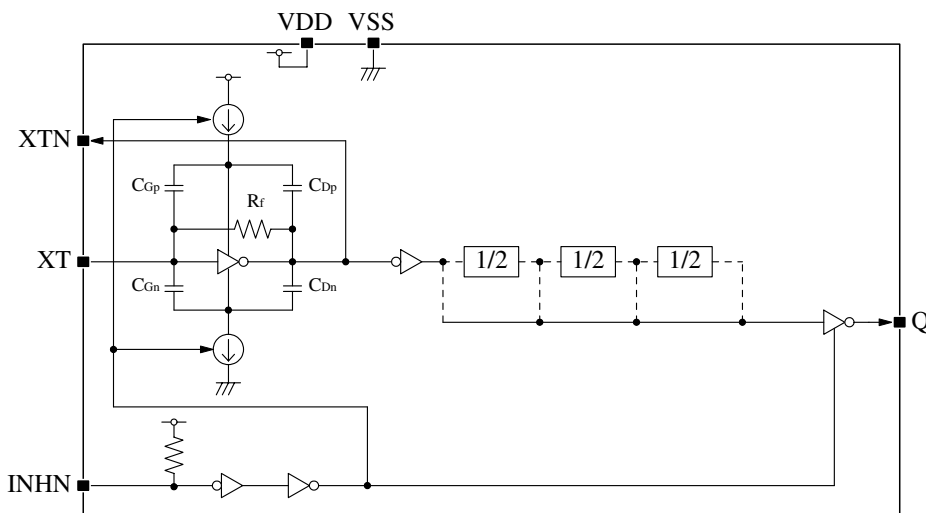 VDD VSS
XTN
CGp
CDp
Rf
XT
1/2 1/2 1/2
CGn
CDn
Q
INHN